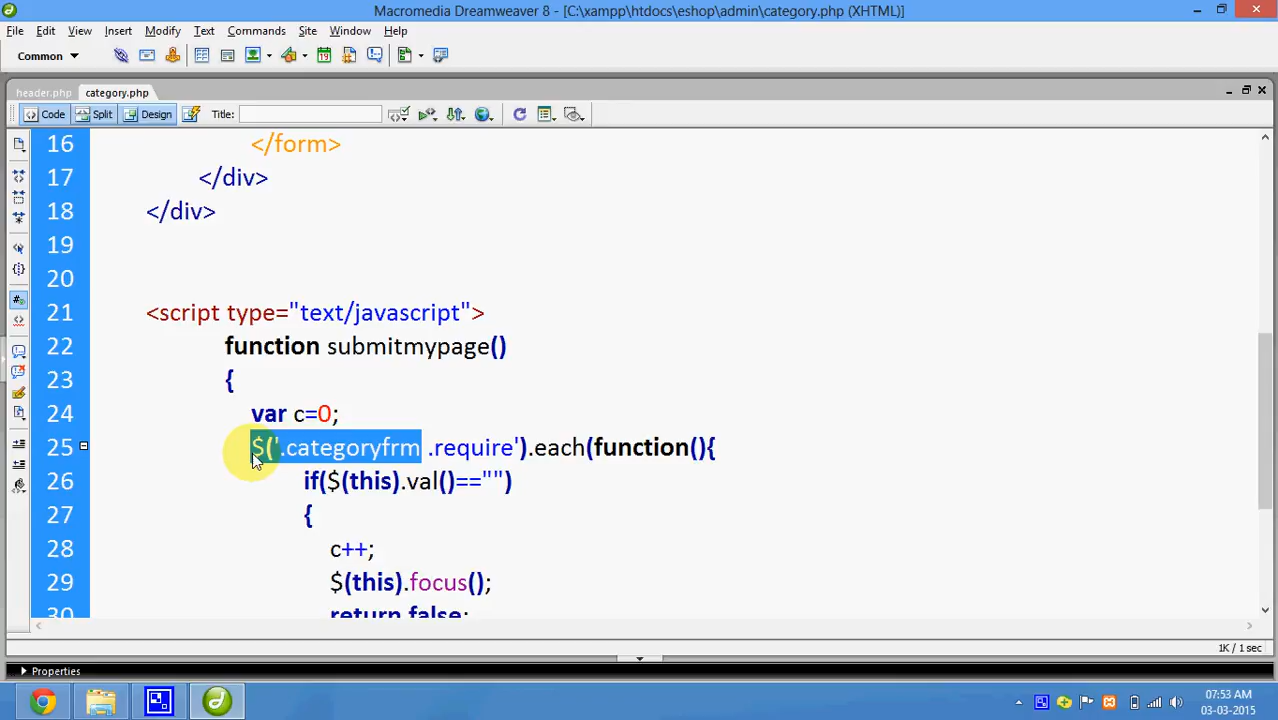 Macromedia Dreamweaver 8 - [C:\xampp\htdocs\eshop\admin\category.php (XHTML)]
File Edit View Insert Modify Text Commands Site Window Help
Common
header.php category.php
Code Split Design Title:
16 </form>
17 </div>
18 </div>
19
20
21 <script type="text/javascript">
22 function submitmypage()
23 {
24 var c=0;
25 $('.categoryfrm .require').each(function(){
26 if($(this).val()=="")
27 {
28 c++;
29 $(this).focus();
30 return false;
1K / 1 sec
Properties
07:53 AM
03-03-2015